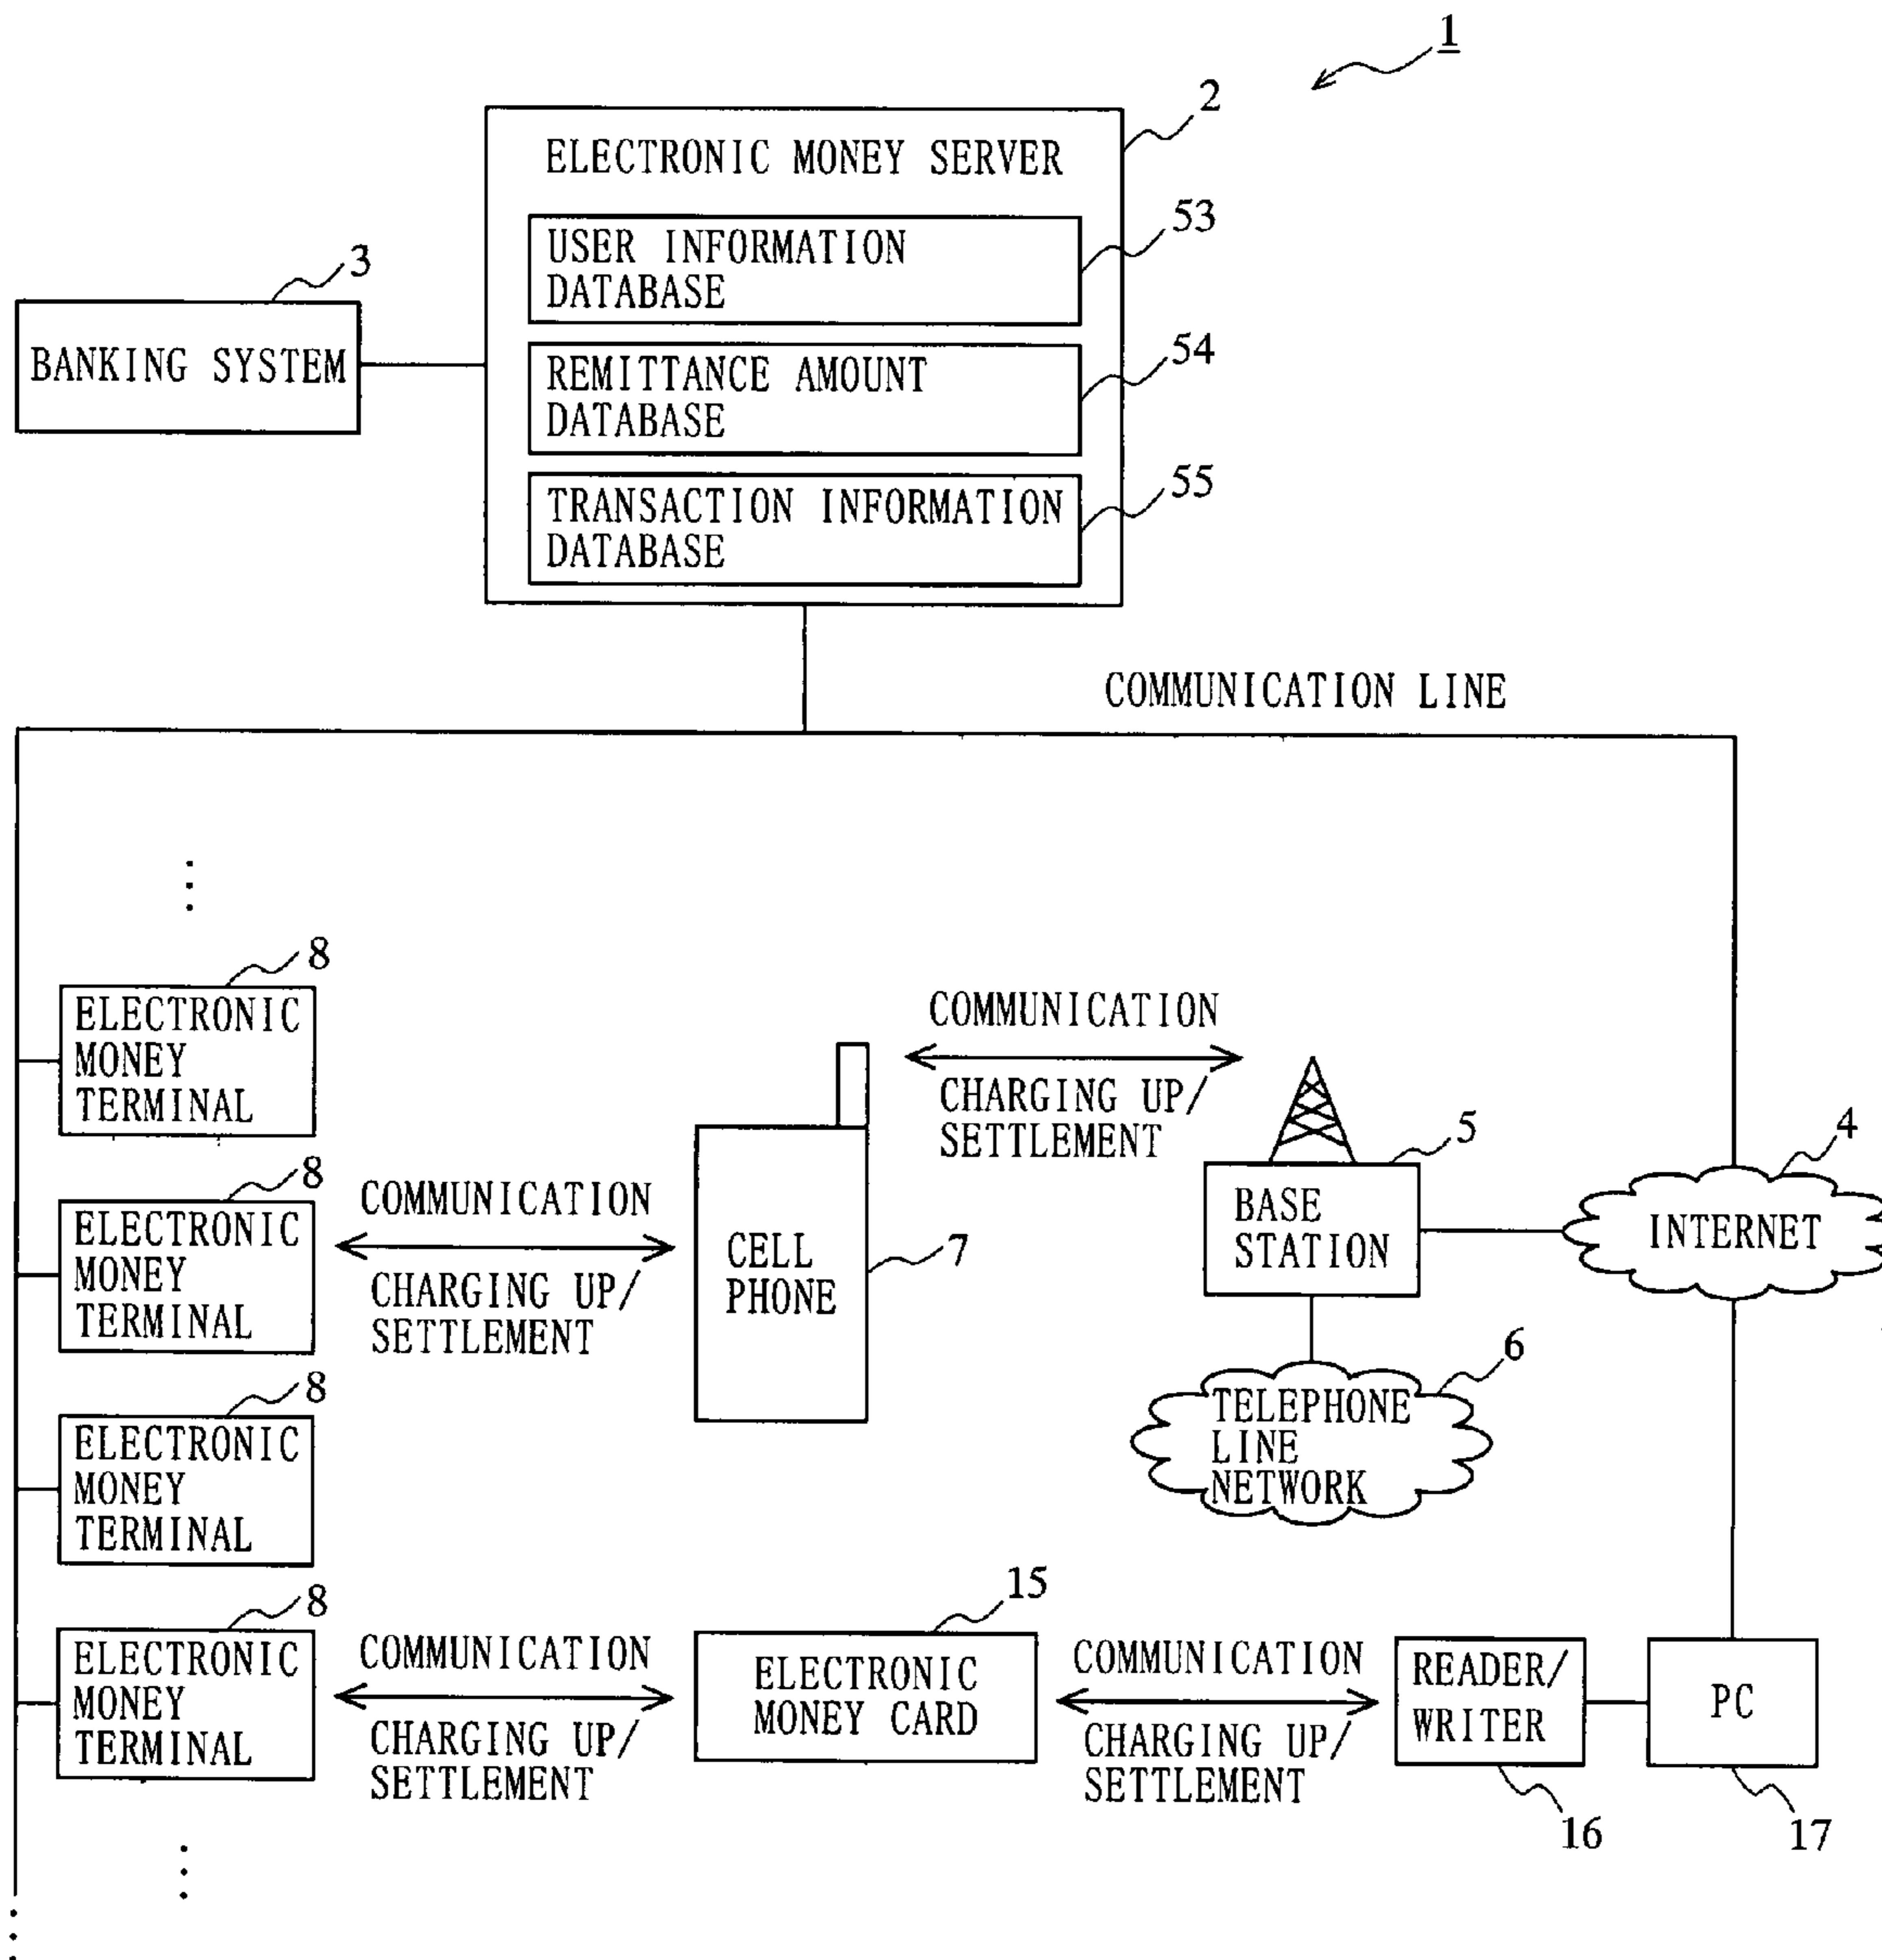 1
2
ELECTRONIC MONEY SERVER
53
USER INFORMATION
DATABASE
3
BANKING SYSTEM
54
REMITTANCE AMOUNT
DATABASE
55
TRANSACTION INFORMATION
DATABASE
COMMUNICATION LINE
8
ELECTRONIC
MONEY
TERMINAL
COMMUNICATION
CHARGING UP/
SETTLEMENT
8
ELECTRONIC
MONEY
TERMINAL
COMMUNICATION
CHARGING UP/
SETTLEMENT
CELL
PHONE
7
5
BASE
STATION
4
INTERNET
6
TELEPHONE
LINE
NETWORK
8
ELECTRONIC
MONEY
TERMINAL
8
ELECTRONIC
MONEY
TERMINAL
COMMUNICATION
CHARGING UP/
SETTLEMENT
15
ELECTRONIC
MONEY CARD
COMMUNICATION
CHARGING UP/
SETTLEMENT
READER/
WRITER
16
PC
17